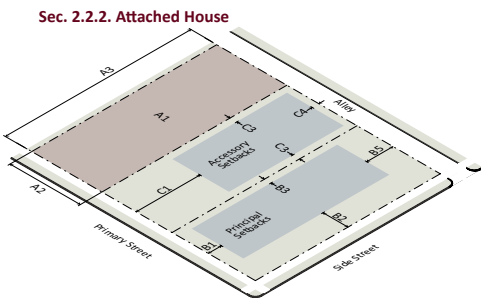 Sec. 2.2.2. Attached House
A3
A1
A2
Alley
C4
C3
Accessory
Setbacks
C3
B5
C1
B3
Principal
Setbacks
B2
B1
Primary Street
Side Street